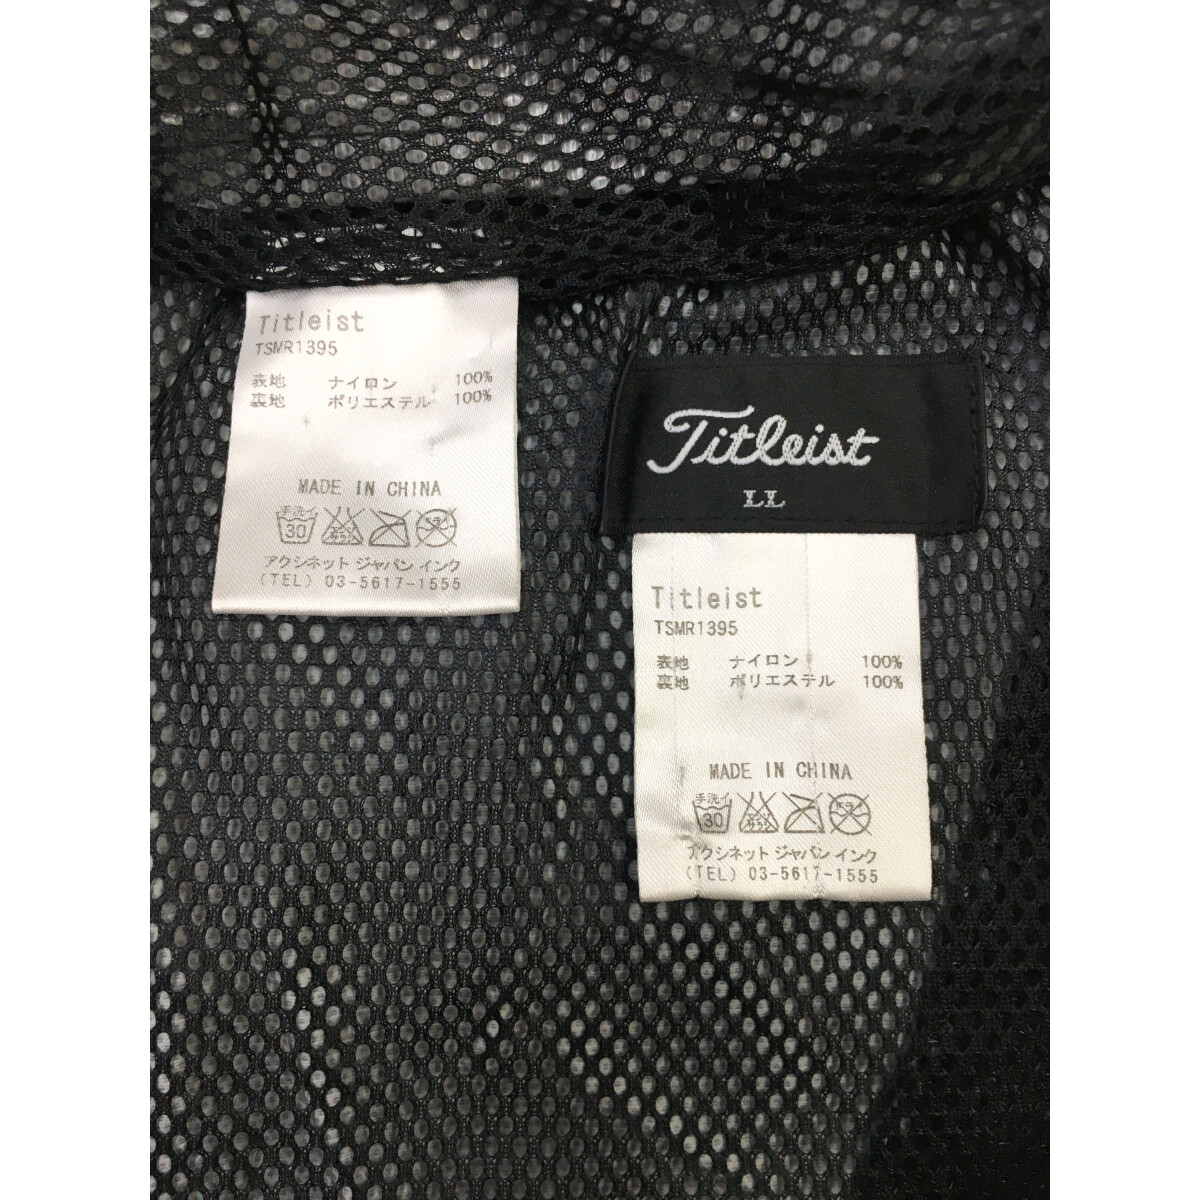 Titleist
TSMR1395
表地 ナイロン 100%
裏地 ポリエステル 100%
MADE IN CHINA
手洗イ
30
アクシネット ジャパン インク
(TEL) 03-5617-1555
Titleist
LL
Titleist
TSMR1395
表地 ナイロン 100%
裏地 ポリエステル 100%
MADE IN CHINA
手洗イ
30
アクシネット ジャパン インク
(TEL) 03-5617-1555